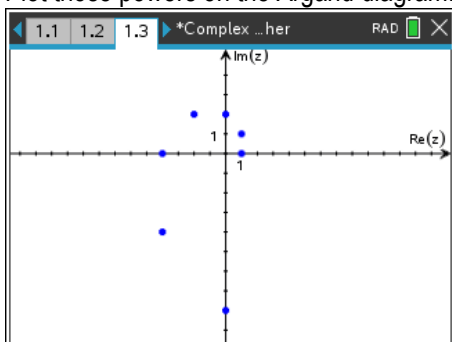 Plot these powers on the Argand diagram.
1.1 1.2 1.3 *Complex …her RAD
Im(z)
1
Re(z)
1